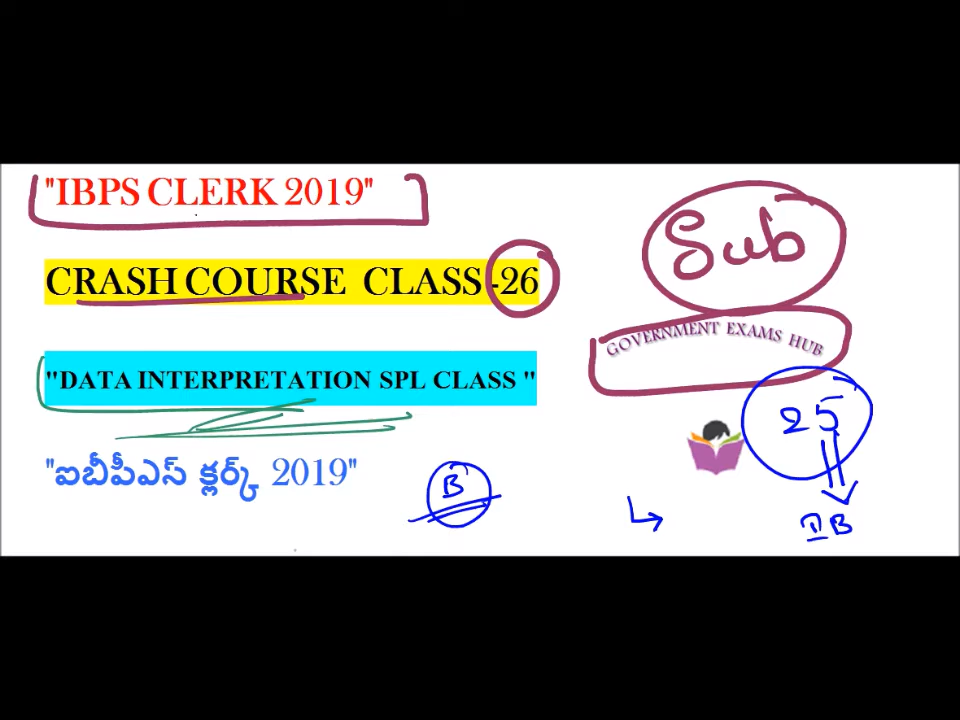 "IBPS CLERK 2019"
Sub
CRASH COURSE CLASS -26
GOVERNMENT EXAMS HUB
"DATA INTERPRETATION SPL CLASS "
25
"ఐబీపీఎస్ క్లర్క్ 2019"
B
IB